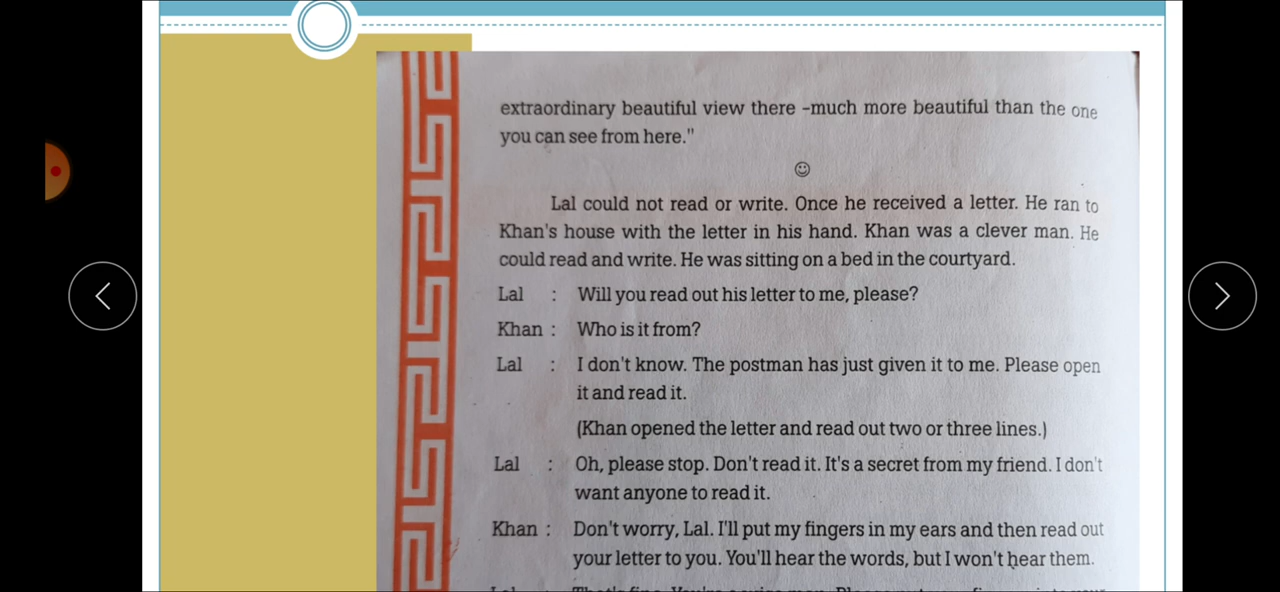 extraordinary beautiful view there –much more beautiful than the one
you can see from here."
☺
Lal could not read or write. Once he received a letter. He ran to
Khan's house with the letter in his hand. Khan was a clever man. He
could read and write. He was sitting on a bed in the courtyard.
Lal : Will you read out his letter to me, please?
Khan : Who is it from?
Lal : I don't know. The postman has just given it to me. Please open
it and read it.
(Khan opened the letter and read out two or three lines.)
Lal : Oh, please stop. Don't read it. It's a secret from my friend. I don't
want anyone to read it.
Khan : Don't worry, Lal. I'll put my fingers in my ears and then read out
your letter to you. You'll hear the words, but I won't hear them.